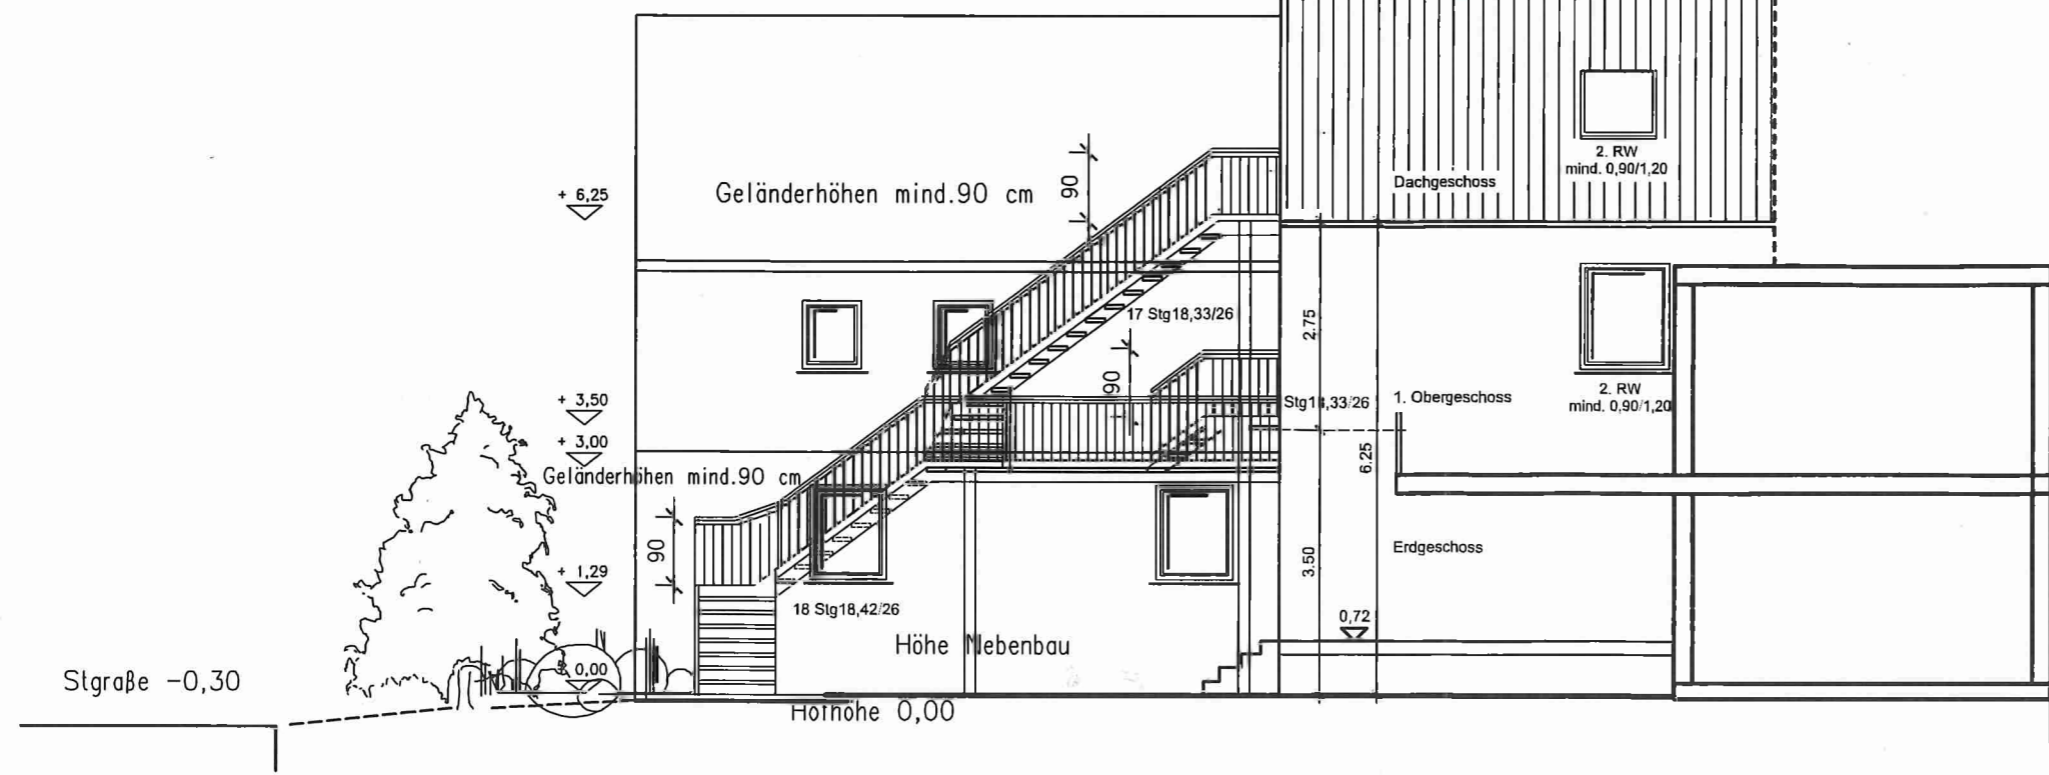 2. RW
mind. 0,90/1,20
Dachgeschoss
Geländerhöhen mind.90 cm
90
+ 6,25
17 Stg18,33/26
2.75
90
+ 3,50
Stg18,33/26
1. Obergeschoss
2. RW
mind. 0,90/1,20
+ 3,00
6.25
Geländerhöhen mind.90 cm
90
Erdgeschoss
3.50
+ 1,29
18 Stg18,42/26
0,72
Höhe Nebenbau
0,00
Stgraße -0,30
Hofhöhe 0,00